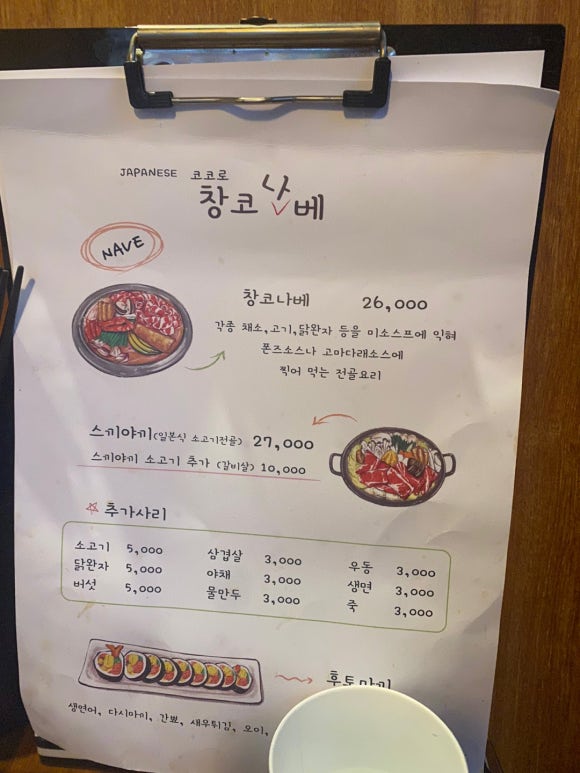 JAPANESE 코코로
창코나베
NAVE
창코나베 26,000
각종 채소,고기,닭완자 등을 미소스프에 익혀
폰즈소스나 고마다래소스에
찍어 먹는 전골요리
스끼야끼(일본식 소고기전골) 27,000
스끼야끼 소고기 추가 (갈비살) 10,000
추가사리
소고기 5,000 삼겹살 3,000 우동 3,000
닭완자 5,000 야채 3,000 생면 3,000
버섯 5,000 물만두 3,000 죽 3,000
후토마끼
생연어, 다시마끼, 간뾰, 새우튀김, 오이,